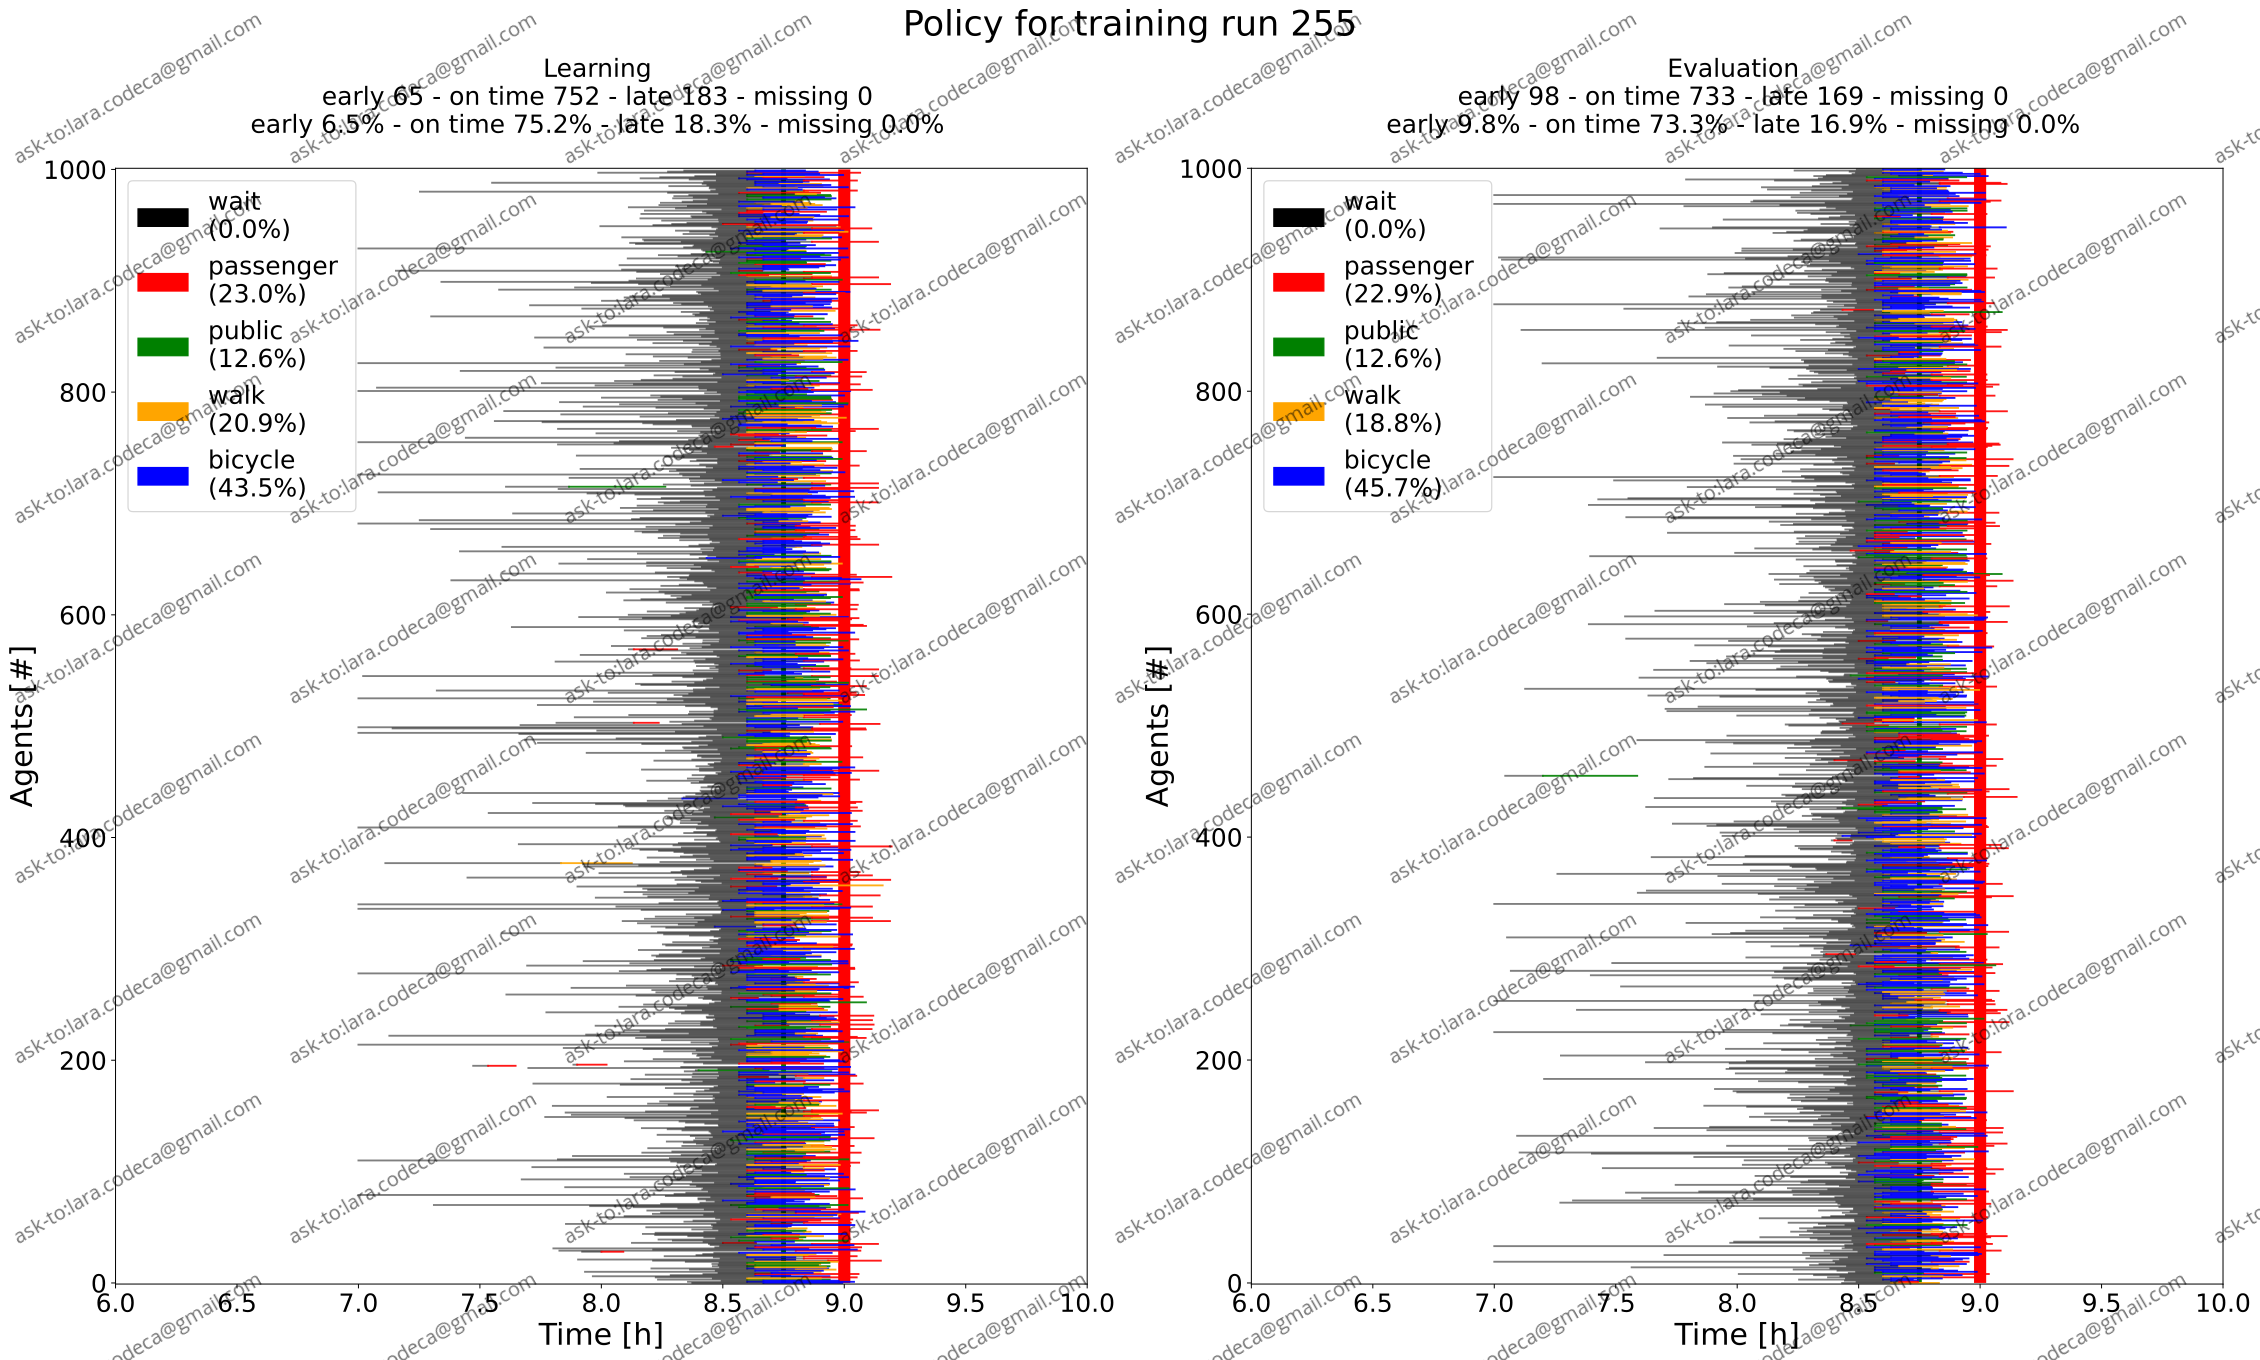 Policy for training run 255
Learning
early 65 - on time 752 - late 183 - missing 0
early 6.5% - on time 75.2% - late 18.3% - missing 0.0%
Evaluation
early 98 - on time 733 - late 169 - missing 0
early 9.8% - on time 73.3% - late 16.9% - missing 0.0%
wait
(0.0%)
passenger
(23.0%)
public
(12.6%)
walk
(20.9%)
bicycle
(43.5%)
1000
800
600
400
200
0
Agents [#]
6.0 6.5 7.0 7.5 8.0 8.5 9.0 9.5 10.0
Time [h]
wait
(0.0%)
passenger
(22.9%)
public
(12.6%)
walk
(18.8%)
bicycle
(45.7%)
1000
800
600
400
200
0
Agents [#]
6.0 6.5 7.0 7.5 8.0 8.5 9.0 9.5 10.0
Time [h]
ask-to:lara.codeca@gmail.com